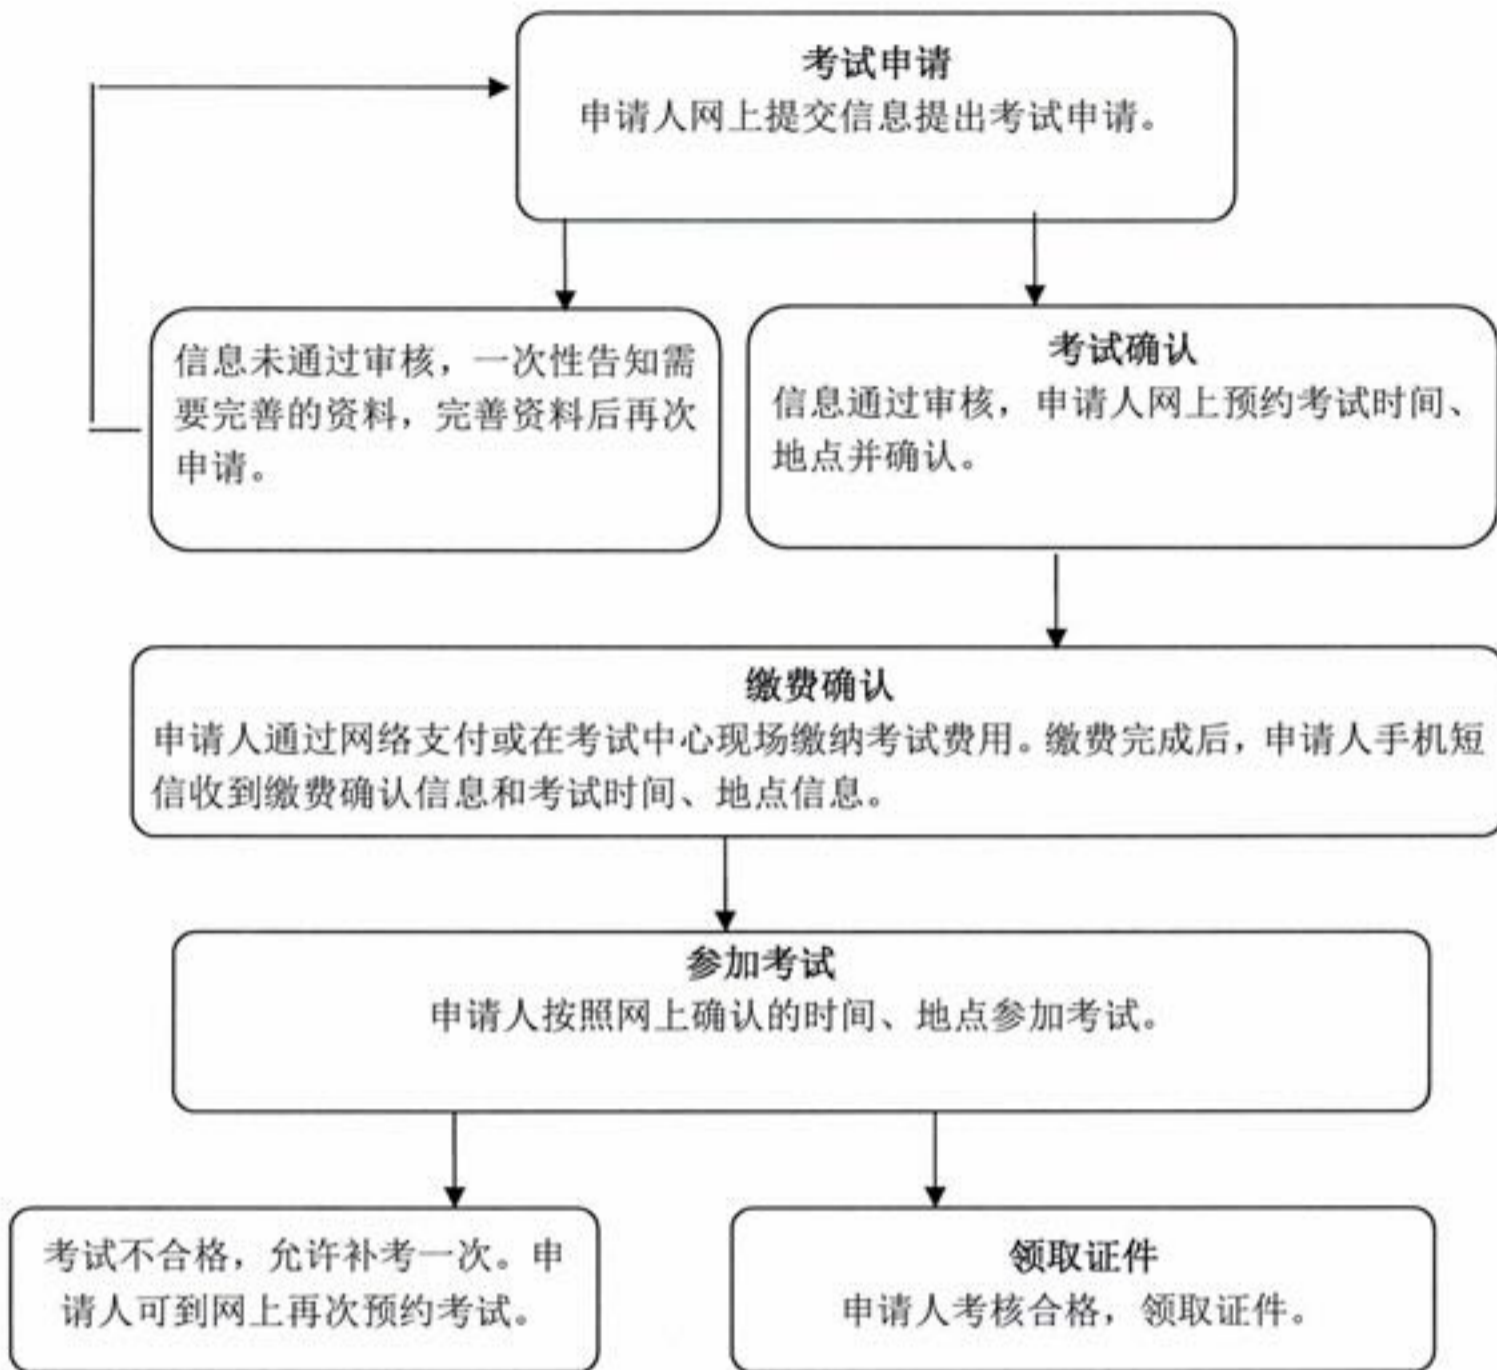 考试申请
申请人网上提交信息提出考试申请。
信息未通过审核，一次性告知需
要完善的资料，完善资料后再次
申请。
考试确认
信息通过审核，申请人网上预约考试时间、
地点并确认。
缴费确认
申请人通过网络支付或在考试中心现场缴纳考试费用。缴费完成后，申请人手机短
信收到缴费确认信息和考试时间、地点信息。
参加考试
申请人按照网上确认的时间、地点参加考试。
考试不合格，允许补考一次。申
请人可到网上再次预约考试。
领取证件
申请人考核合格，领取证件。